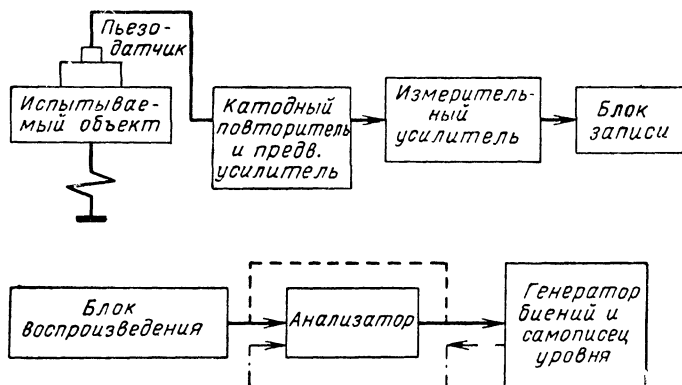 Пьезо-
датчик
Испытывае-
мый объект
Катодный
повторитель
и предв.
усилитель
Измеритель-
ный
усилитель
Блок
записи
Блок
воспроизведения
Анализатор
Генератор
биений и
самописец
уровня